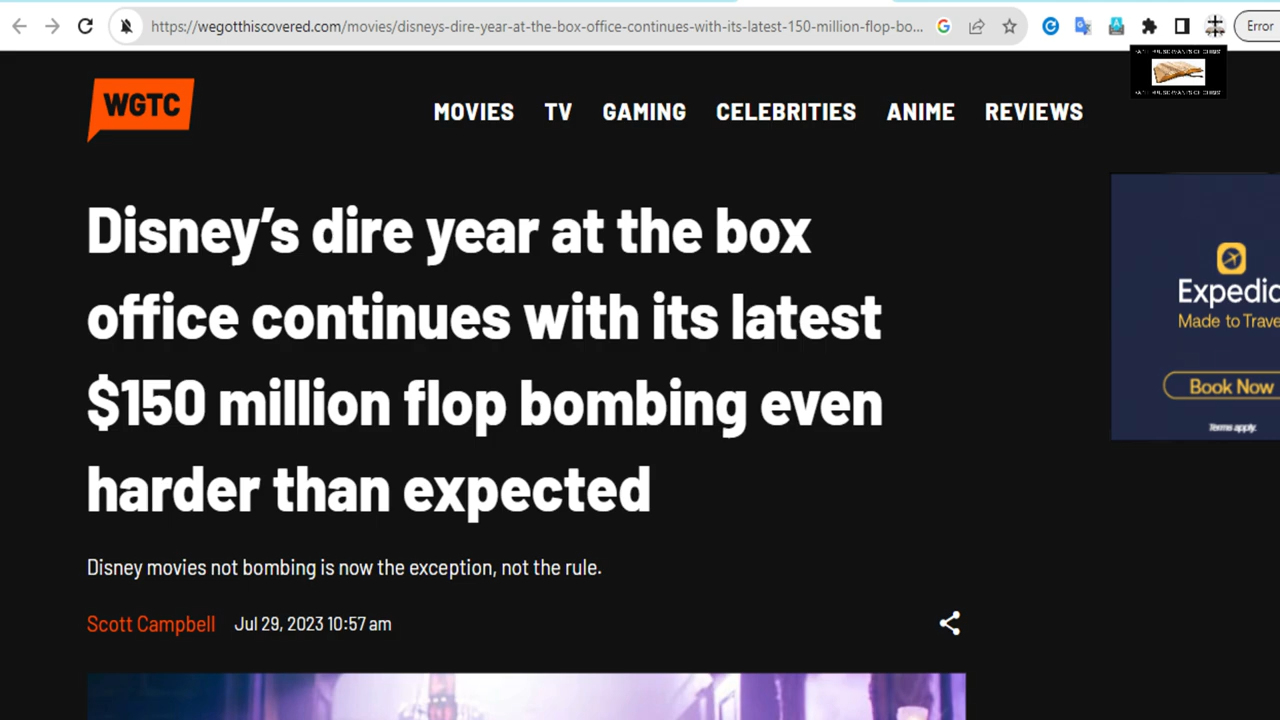 https://wegotthiscovered.com/movies/disneys-dire-year-at-the-box-office-continues-with-its-latest-150-million-flop-bo...
Error
WGTC
MOVIES TV GAMING CELEBRITIES ANIME REVIEWS
Disney’s dire year at the box
office continues with its latest
$150 million flop bombing even
harder than expected
Disney movies not bombing is now the exception, not the rule.
Scott Campbell Jul 29, 2023 10:57 am
Expedia
Made to Trave
Book Now
Terms apply.